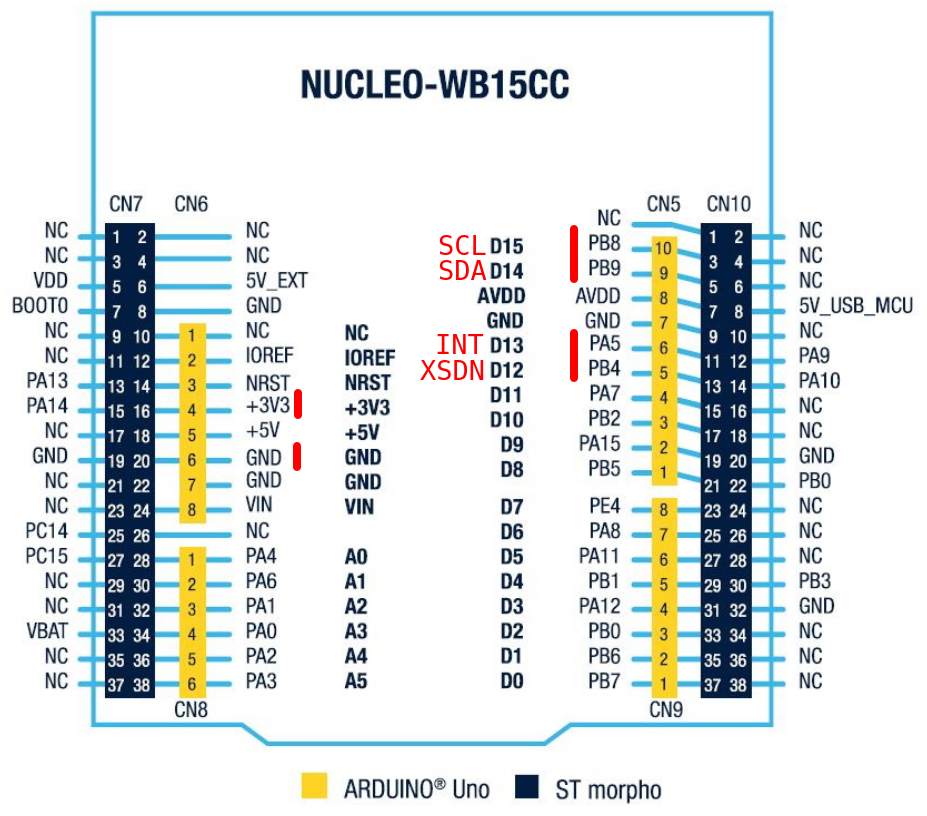 NUCLEO-WB15CC
CN7 CN6 CN5 CN10
NC 1 2 NC NC 1 2 NC
NC 3 4 NC SCL D15 PB8 10 3 4 NC
VDD 5 6 5V_EXT SDA D14 PB9 9 5 6 NC
BOOT0 7 8 GND AVDD AVDD 8 7 8 5V_USB_MCU
NC 9 10 1 NC NC GND GND 7 9 10 NC
NC 11 12 2 IOREF IOREF INT D13 PA5 6 11 12 PA9
PA13 13 14 3 NRST NRST XSDN D12 PB4 5 13 14 PA10
PA14 15 16 4 +3V3 +3V3 D11 PA7 4 15 16 NC
NC 17 18 5 +5V +5V D10 PB2 3 17 18 NC
GND 19 20 6 GND GND D9 PA15 2 19 20 GND
NC 21 22 7 GND GND D8 PB5 1 21 22 PB0
NC 23 24 8 VIN VIN D7 PE4 8 23 24 NC
PC14 25 26 NC D6 PA8 7 25 26 NC
PC15 27 28 1 PA4 A0 D5 PA11 6 27 28 NC
NC 29 30 2 PA6 A1 D4 PB1 5 29 30 PB3
NC 31 32 3 PA1 A2 D3 PA12 4 31 32 GND
VBAT 33 34 4 PA0 A3 D2 PB0 3 33 34 NC
NC 35 36 5 PA2 A4 D1 PB6 2 35 36 NC
NC 37 38 6 PA3 A5 D0 PB7 1 37 38 NC
CN8 CN9
ARDUINO® Uno ST morpho